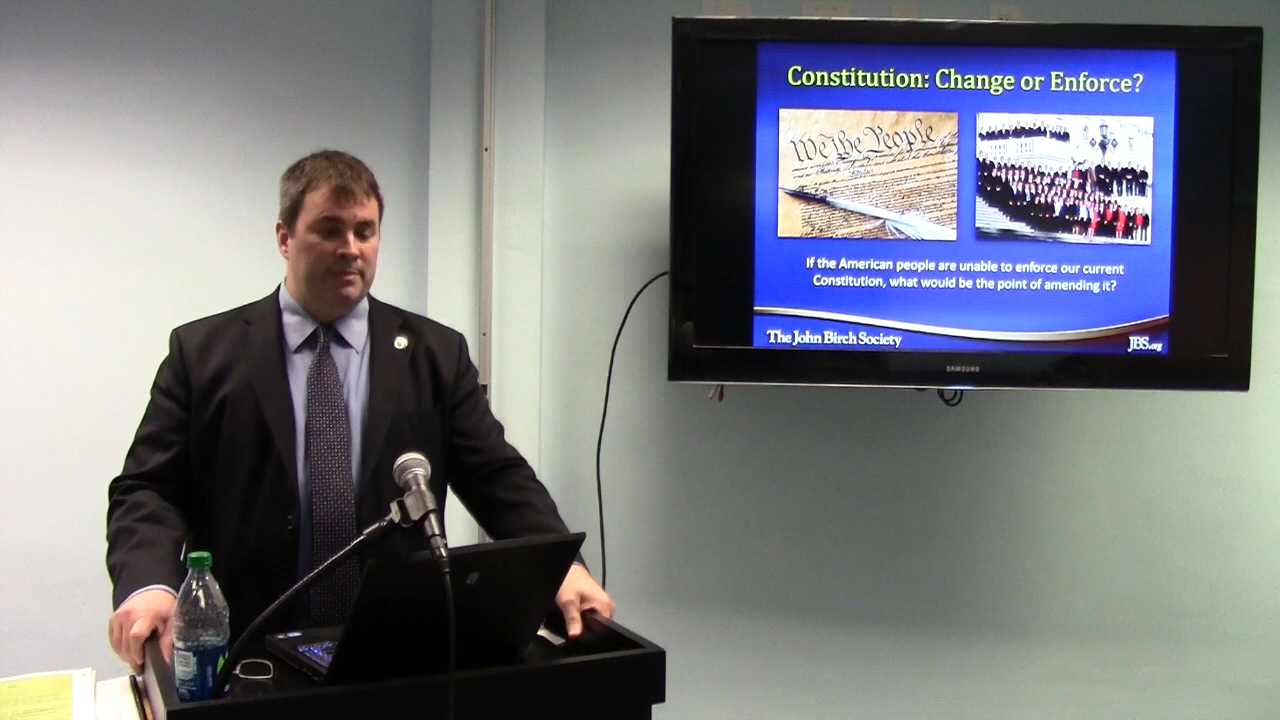 Constitution: Change or Enforce?
We The People
If the American people are unable to enforce our current
Constitution, what would be the point of amending it?
The John Birch Society
JBS.org
SAMSUNG
hp